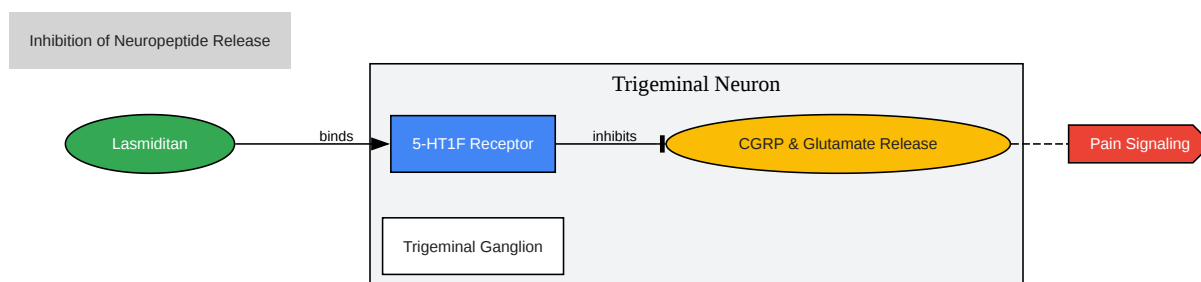 Inhibition of Neuropeptide Release
Trigeminal Neuron
Lasmiditan
binds
5-HT1F Receptor
inhibits
CGRP & Glutamate Release
Pain Signaling
Trigeminal Ganglion